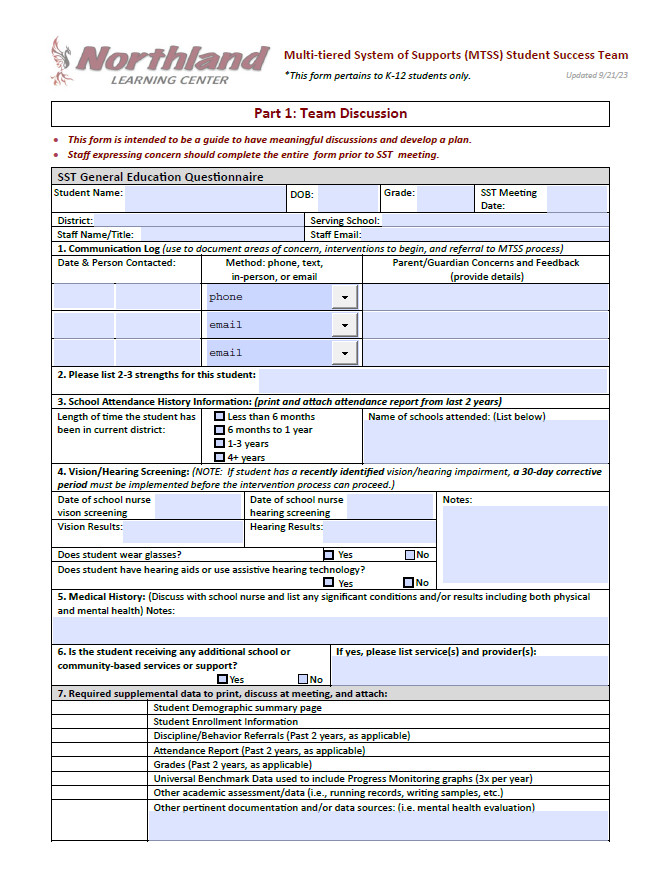 Northland
LEARNING CENTER
Multi-tiered System of Supports (MTSS) Student Success Team
*This form pertains to K-12 students only.
Updated 9/21/23
Part 1: Team Discussion
• This form is intended to be a guide to have meaningful discussions and develop a plan.
• Staff expressing concern should complete the entire form prior to SST meeting.
SST General Education Questionnaire
Student Name:
DOB:
Grade:
SST Meeting
Date:
District:
Serving School:
Staff Name/Title:
Staff Email:
1. Communication Log (use to document areas of concern, interventions to begin, and referral to MTSS process)
Date & Person Contacted:
Method: phone, text,
in-person, or email
Parent/Guardian Concerns and Feedback
(provide details)
phone
email
email
2. Please list 2-3 strengths for this student:
3. School Attendance History Information: (print and attach attendance report from last 2 years)
Length of time the student has
been in current district:
Less than 6 months
6 months to 1 year
1-3 years
4+ years
Name of schools attended: (List below)
4. Vision/Hearing Screening: (NOTE: If student has a recently identified vision/hearing impairment, a 30-day corrective
period must be implemented before the intervention process can proceed.)
Date of school nurse
vison screening
Date of school nurse
hearing screening
Notes:
Vision Results:
Hearing Results:
Does student wear glasses?
Yes
No
Does student have hearing aids or use assistive hearing technology?
Yes
No
5. Medical History: (Discuss with school nurse and list any significant conditions and/or results including both physical
and mental health) Notes:
6. Is the student receiving any additional school or
community-based services or support?
Yes
No
If yes, please list service(s) and provider(s):
7. Required supplemental data to print, discuss at meeting, and attach:
Student Demographic summary page
Student Enrollment Information
Discipline/Behavior Referrals (Past 2 years, as applicable)
Attendance Report (Past 2 years, as applicable)
Grades (Past 2 years, as applicable)
Universal Benchmark Data used to include Progress Monitoring graphs (3x per year)
Other academic assessment/data (i.e., running records, writing samples, etc.)
Other pertinent documentation and/or data sources: (i.e. mental health evaluation)